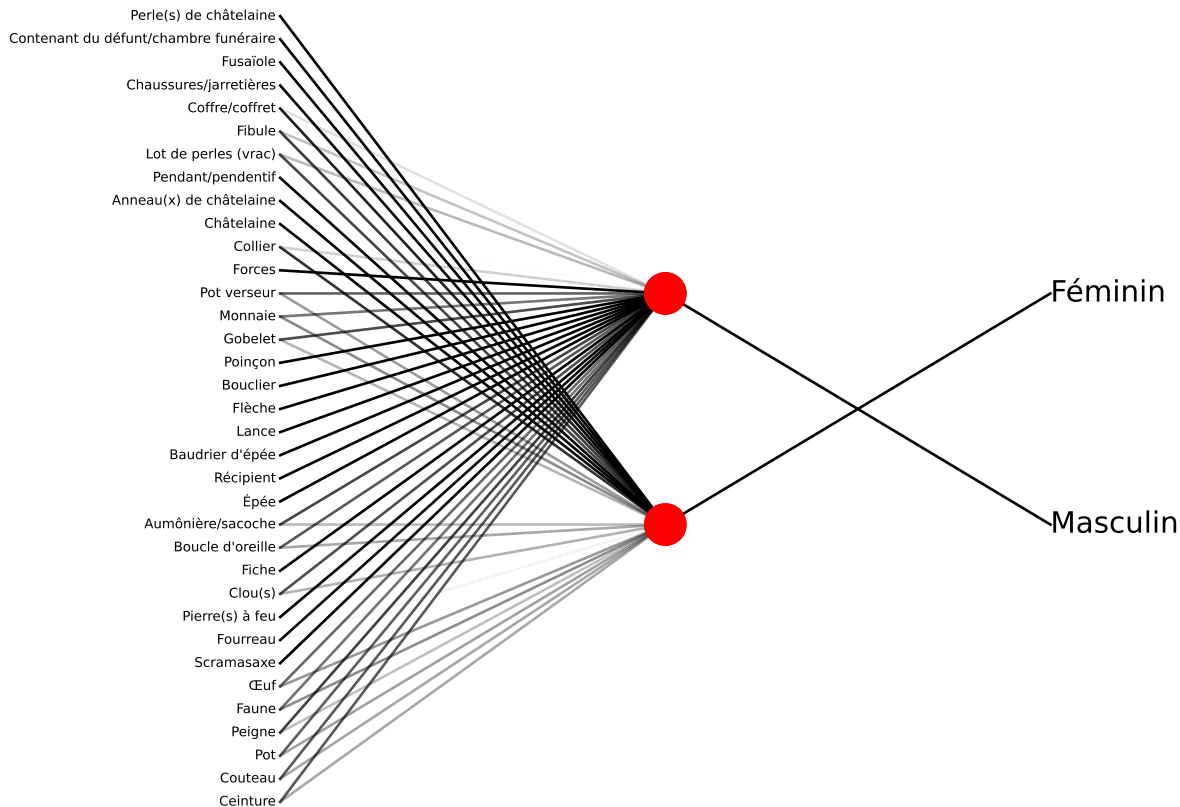 Perle(s) de châtelaine
Contenant du défunt/chambre funéraire
Fusaïole
Chaussures/jarretières
Coffre/coffret
Fibule
Lot de perles (vrac)
Pendant/pendentif
Anneau(x) de châtelaine
Châtelaine
Collier
Forces
Pot verseur
Monnaie
Gobelet
Poinçon
Bouclier
Flèche
Lance
Baudrier d'épée
Récipient
Épée
Aumônière/sacoche
Boucle d'oreille
Fiche
Clou(s)
Pierre(s) à feu
Fourreau
Scramasaxe
Œuf
Faune
Peigne
Pot
Couteau
Ceinture
Féminin
Masculin